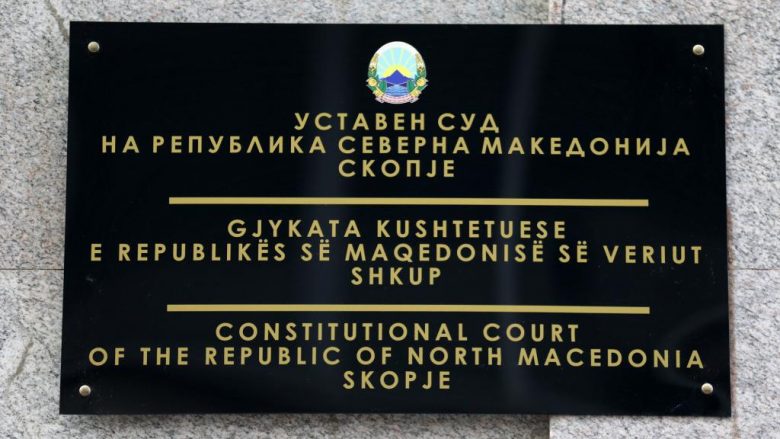 УСТАВЕН СУД
НА РЕПУБЛИКА СЕВЕРНА МАКЕДОНИЈА
СКОПЈЕ
GJYKATA KUSHTETUESE
E REPUBLIKËS SË MAQEDONISË SË VERIUT
SHKUP
CONSTITUTIONAL COURT
OF THE REPUBLIC OF NORTH MACEDONIA
SKOPJE